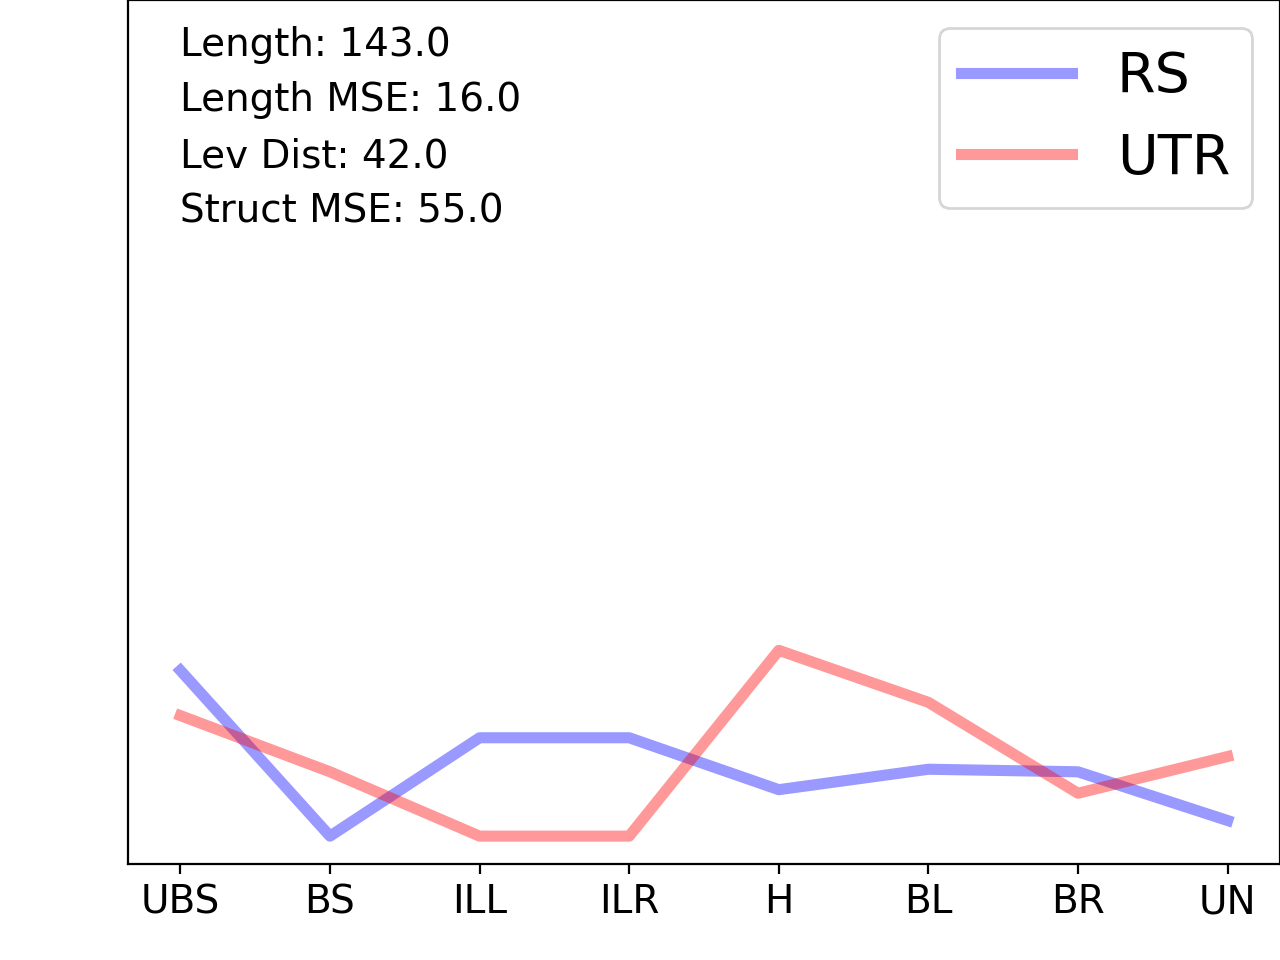 Length: 143.0
Length MSE: 16.0
Lev Dist: 42.0
Struct MSE: 55.0
RS
UTR
UBS BS ILL ILR H BL BR UN